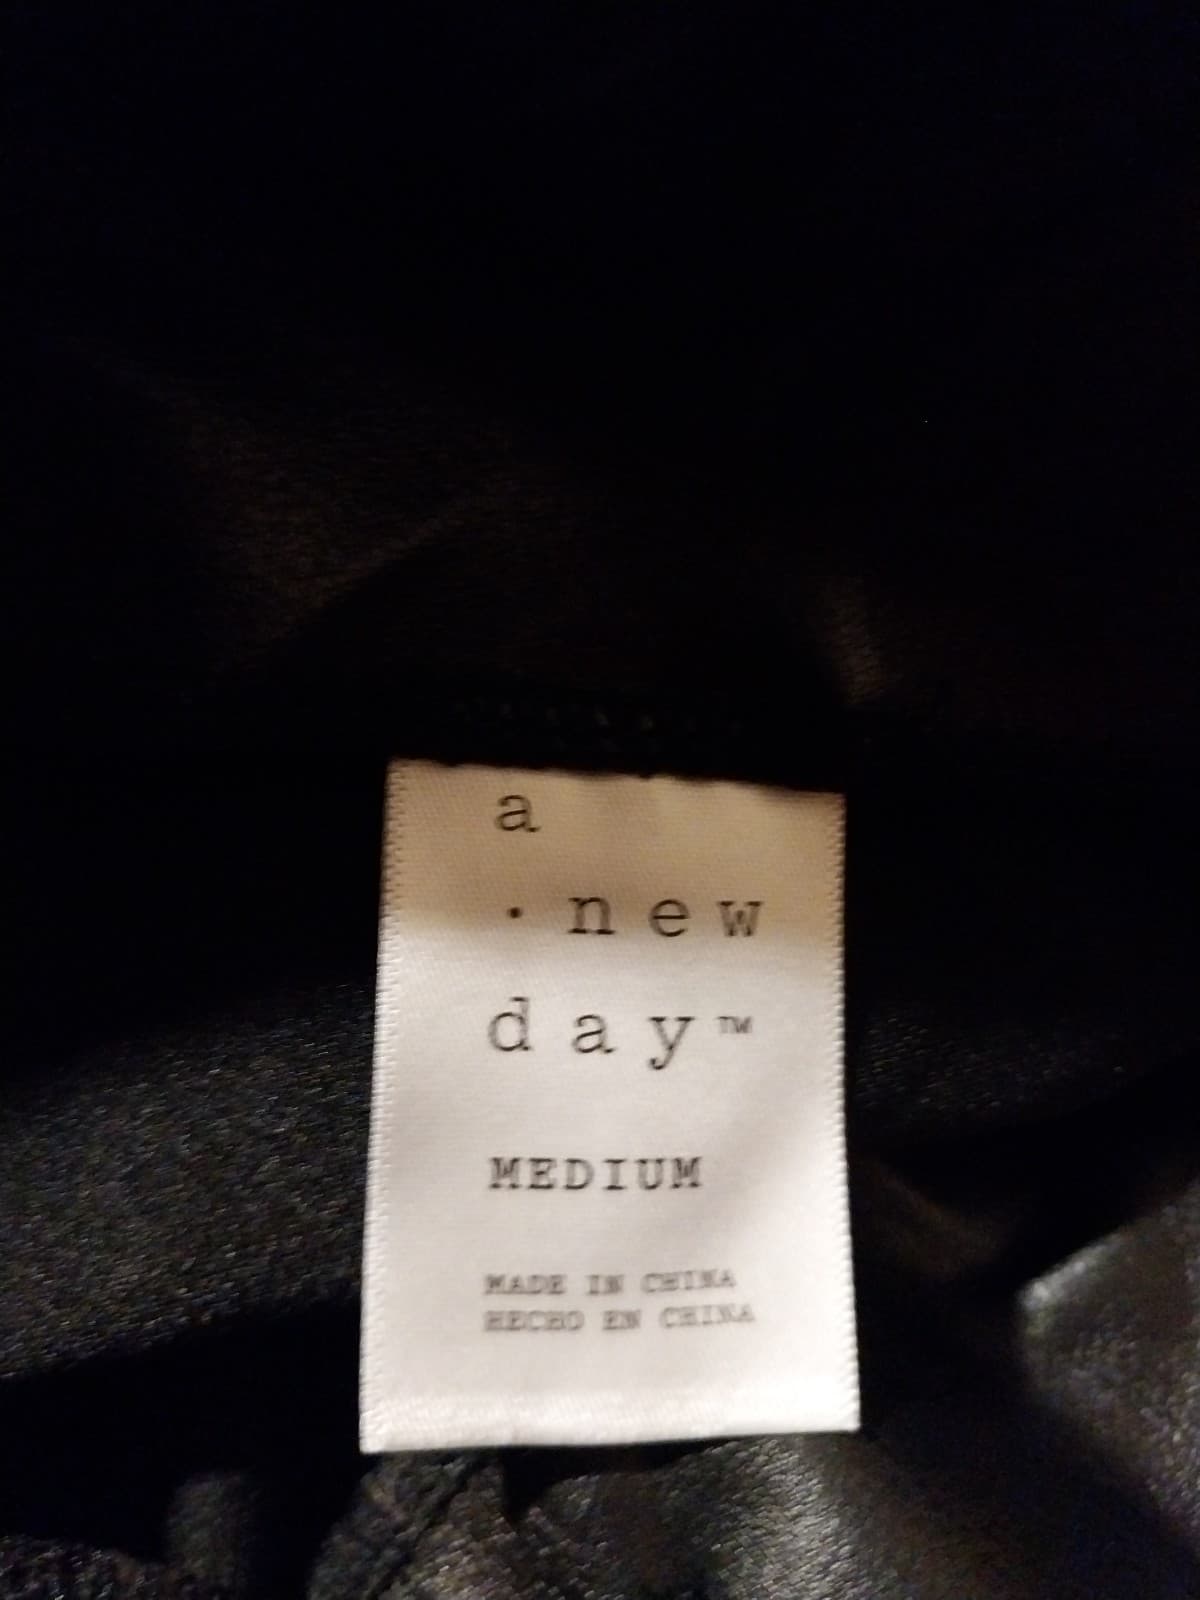 a
· new
day™
MEDIUM
MADE IN CHINA
HECHO EN CHINA